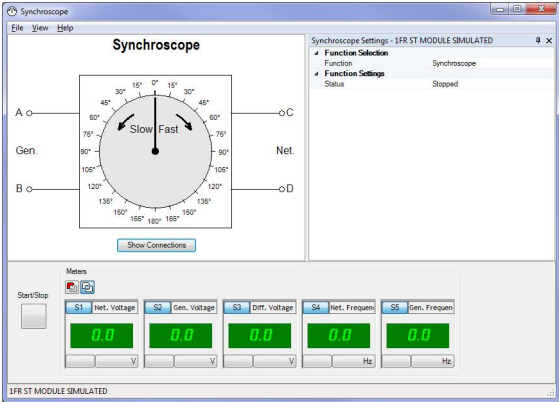 Synchroscope
File View Help
Synchroscope
Synchroscope Settings - 1FR ST MODULE SIMULATED
Function Selection
Function Synchroscope
Function Settings
Status Stopped
15° 0° 15°
30° 30°
45° 45°
60° 60°
75° 75°
90° 90°
105° 105°
120° 120°
135° 135°
150° 150°
165° 180° 165°
Slow Fast
A C
Gen. Net.
B D
Show Connections
Meters
Start/Stop
S1 Net. Voltage S2 Gen. Voltage S3 Diff. Voltage S4 Net. Frequen S5 Gen. Frequen
0.0 0.0 0.0 0.0 0.0
V V V Hz Hz
1FR ST MODULE SIMULATED